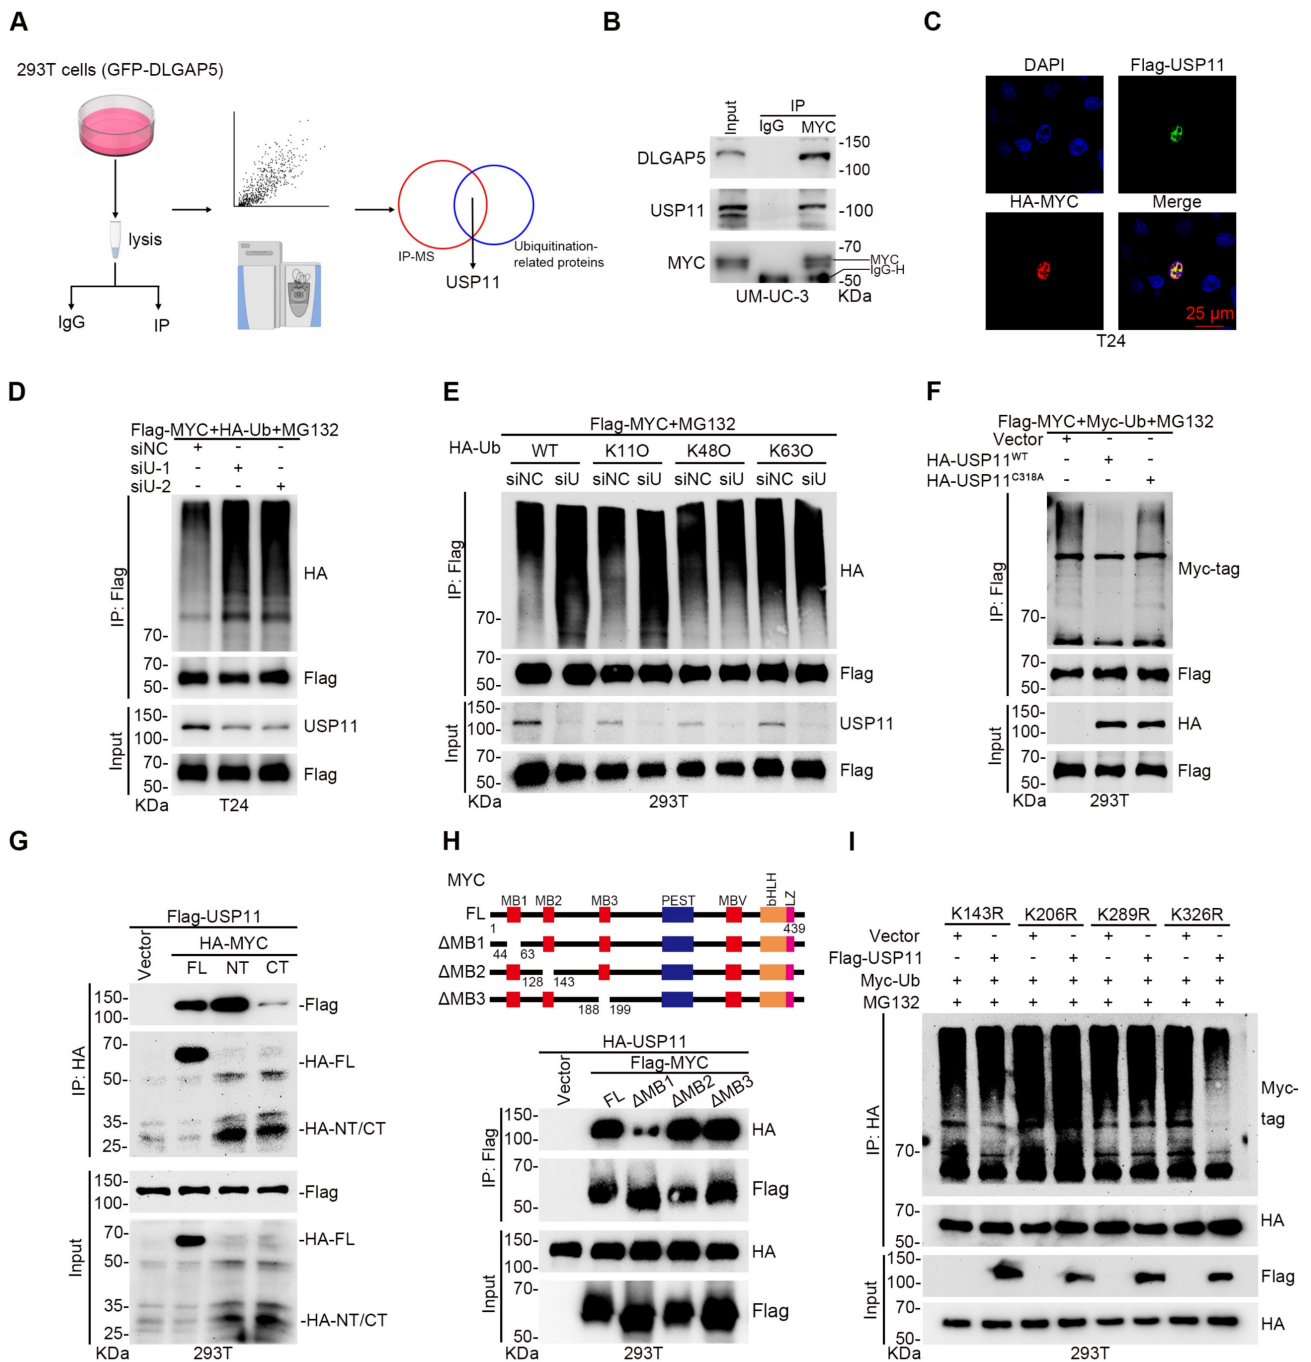 A
293T cells (GFP-DLGAP5)
lysis
IgG
IP
IP-MS
Ubiquitination-
related proteins
USP11
B
IP
Input
IgG
MYC
DLGAP5
-150
-100
USP11
-100
MYC
-70
MYC
IgG-H
-50
UM-UC-3
KDa
C
DAPI
Flag-USP11
HA-MYC
Merge
25 µm
T24
D
Flag-MYC+HA-Ub+MG132
siNC + - -
siU-1 - + -
siU-2 - - +
IP: Flag
HA
70-
70-
50-
Flag
Input
150-
100-
USP11
70-
50-
Flag
KDa
T24
E
Flag-MYC+MG132
HA-Ub WT K11O K48O K63O
siNC siU siNC siU siNC siU siNC siU
IP: Flag
HA
70-
70-
50-
Flag
Input
150-
100-
USP11
70-
50-
Flag
KDa
293T
F
Flag-MYC+Myc-Ub+MG132
Vector + - -
HA-USP11WT - + -
HA-USP11C318A - - +
IP: Flag
Myc-tag
70-
70-
50-
Flag
Input
150-
100-
HA
70-
50-
Flag
KDa
293T
G
Flag-USP11
HA-MYC
Vector
FL NT CT
IP: HA
150-
100-
-Flag
70-
-HA-FL
50-
35-
-HA-NT/CT
25-
Input
150-
100-
-Flag
70-
-HA-FL
50-
35-
-HA-NT/CT
25-
KDa
293T
H
MYC
MB1 MB2 MB3 PEST MBV bHLH LZ
FL
1 439
ΔMB1
44 63
ΔMB2
128 143
ΔMB3
188 199
HA-USP11
Flag-MYC
Vector
FL ΔMB1 ΔMB2 ΔMB3
IP: Flag
150-
100-
HA
70-
50-
Flag
Input
150-
100-
HA
70-
50-
Flag
KDa
293T
I
K143R K206R K289R K326R
Vector + - + - + - + -
Flag-USP11 - + - + - + - +
Myc-Ub + + + + + + + +
MG132 + + + + + + + +
IP: HA
Myc-
tag
70-
70-
50-
HA
Input
150-
100-
Flag
70-
50-
HA
KDa
293T